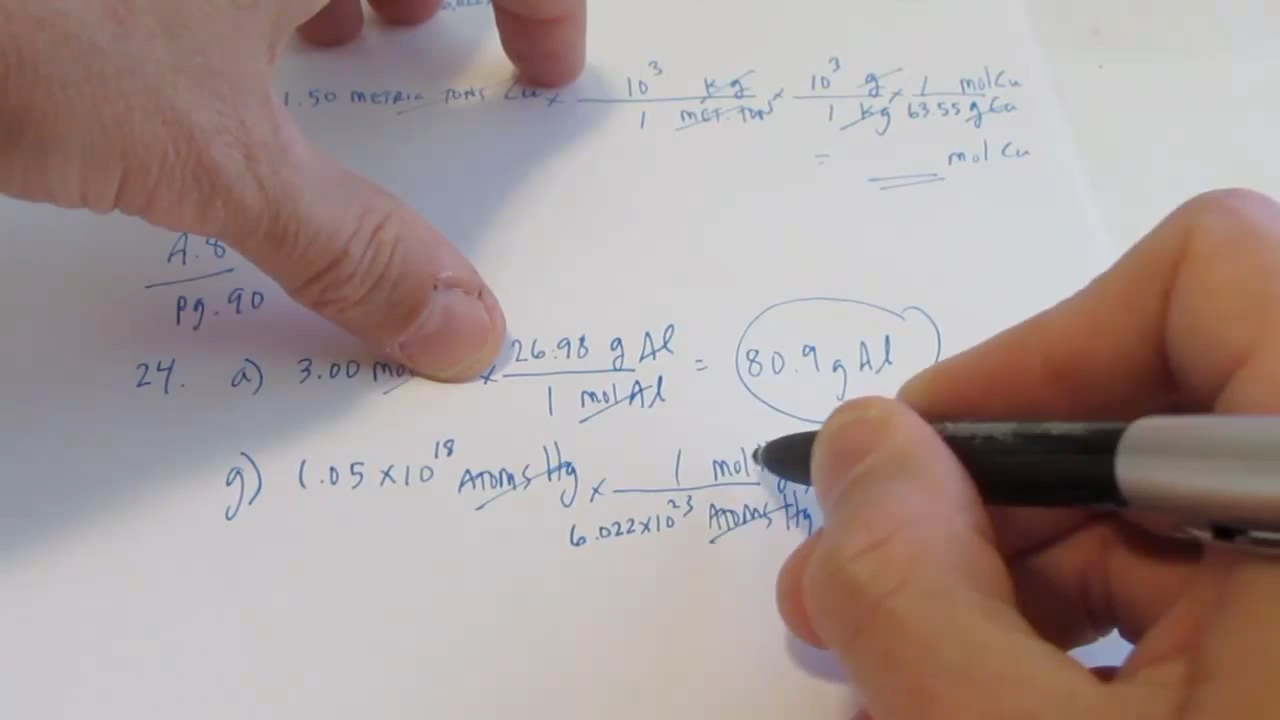 1.50 METRIC TONS Cu × 10³ Kg / 1 MET. TON × 10³ g / 1 Kg × 1 mol Cu / 63.55 g Cu
= ____ mol Cu
A.8
Pg. 90
24. a) 3.00 × 26.98 g Al / 1 mol Al = 80.9 g Al
g) 1.05 × 10¹⁸ ATOMS Hg × 1 mol / 6.022 × 10²³ ATOMS Hg